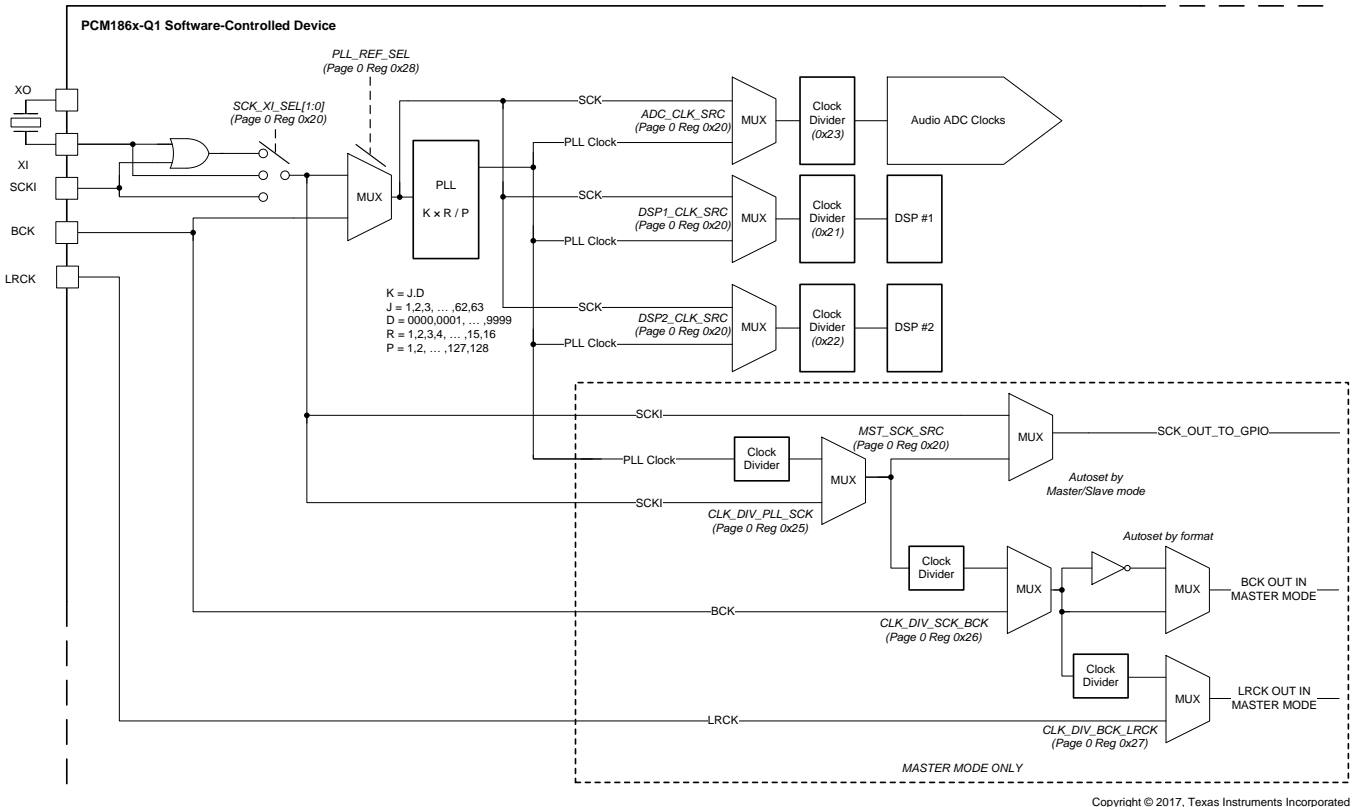 PCM186x-Q1 Software-Controlled Device
PLL_REF_SEL
(Page 0 Reg 0x28)
XO
SCK_XI_SEL[1:0]
(Page 0 Reg 0x20)
XI
SCKI
BCK
LRCK
MUX
PLL
K x R / P
K = J.D
J = 1,2,3, … ,62,63
D = 0000,0001, … ,9999
R = 1,2,3,4, … ,15,16
P = 1,2, … ,127,128
SCK
ADC_CLK_SRC
(Page 0 Reg 0x20)
PLL Clock
MUX
Clock
Divider
(0x23)
Audio ADC Clocks
SCK
DSP1_CLK_SRC
(Page 0 Reg 0x20)
PLL Clock
MUX
Clock
Divider
(0x21)
DSP #1
SCK
DSP2_CLK_SRC
(Page 0 Reg 0x20)
PLL Clock
MUX
Clock
Divider
(0x22)
DSP #2
SCKI
MST_SCK_SRC
(Page 0 Reg 0x20)
MUX
SCK_OUT_TO_GPIO
Autoset by
Master/Slave mode
PLL Clock
Clock
Divider
MUX
SCKI
CLK_DIV_PLL_SCK
(Page 0 Reg 0x25)
Autoset by format
Clock
Divider
MUX
MUX
BCK OUT IN
MASTER MODE
BCK
CLK_DIV_SCK_BCK
(Page 0 Reg 0x26)
Clock
Divider
MUX
LRCK OUT IN
MASTER MODE
LRCK
CLK_DIV_BCK_LRCK
(Page 0 Reg 0x27)
MASTER MODE ONLY
Copyright © 2017, Texas Instruments Incorporated